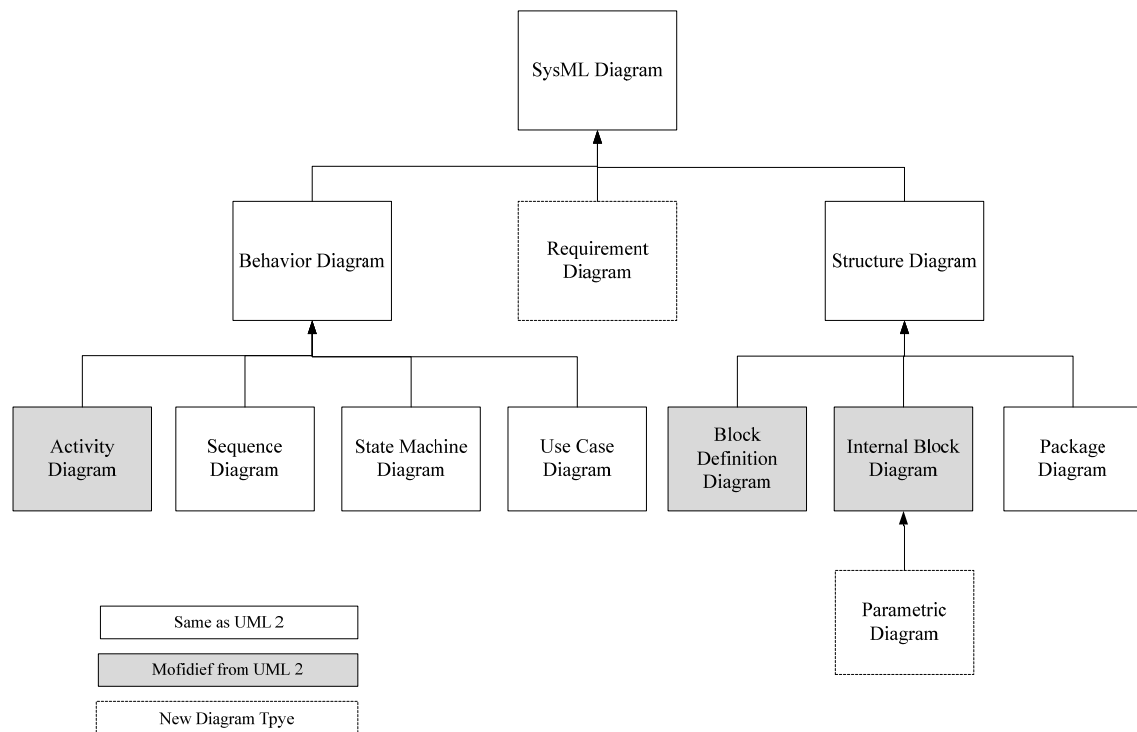 SysML Diagram
Behavior Diagram
Requirement
Diagram
Structure Diagram
Activity
Diagram
Sequence
Diagram
State Machine
Diagram
Use Case
Diagram
Block
Definition
Diagram
Internal Block
Diagram
Package
Diagram
Parametric
Diagram
Same as UML 2
Mofidief from UML 2
New Diagram Tpye